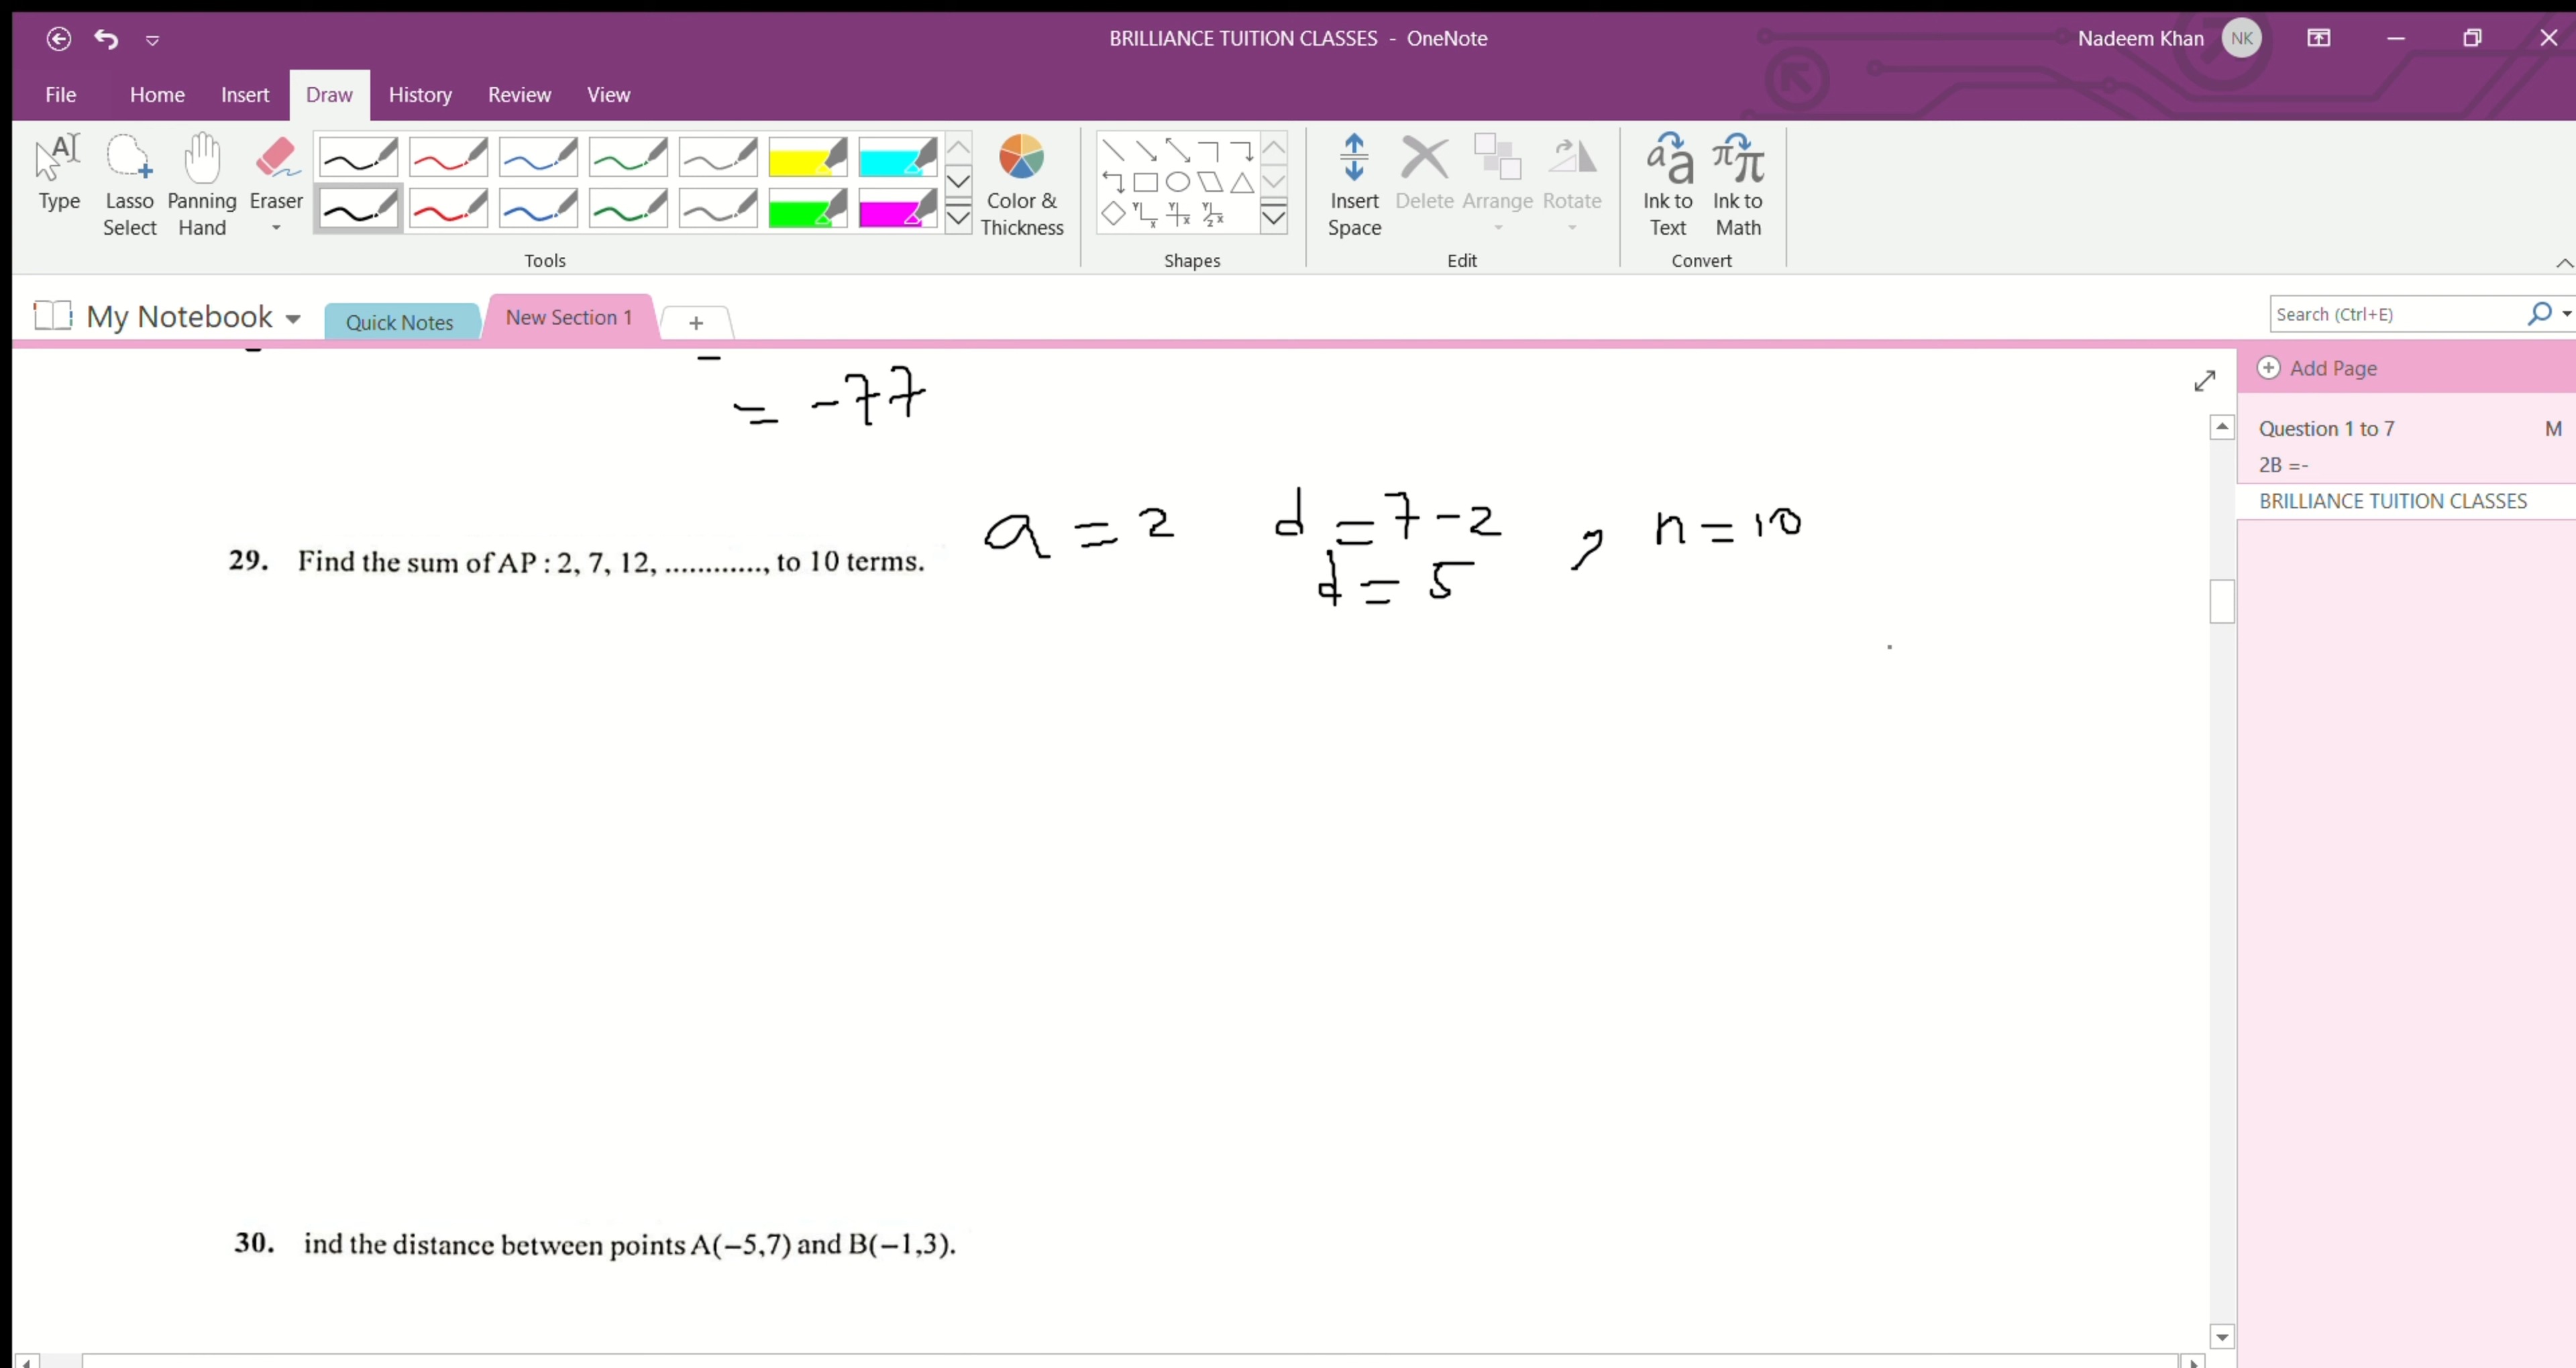 BRILLIANCE TUITION CLASSES - OneNote
Nadeem Khan NK
File Home Insert Draw History Review View
Type
Lasso Select
Panning Hand
Eraser
Color & Thickness
Insert Space
Delete
Arrange
Rotate
Ink to Text
Ink to Math
Tools
Shapes
Edit
Convert
My Notebook
Quick Notes
New Section 1
+
Search (Ctrl+E)
Add Page
Question 1 to 7 M
2B =-
BRILLIANCE TUITION CLASSES
= -77
a = 2 d = 7-2 , n = 10
29. Find the sum of AP : 2, 7, 12, ............, to 10 terms.
d = 5
30. ind the distance between points A(−5,7) and B(−1,3).